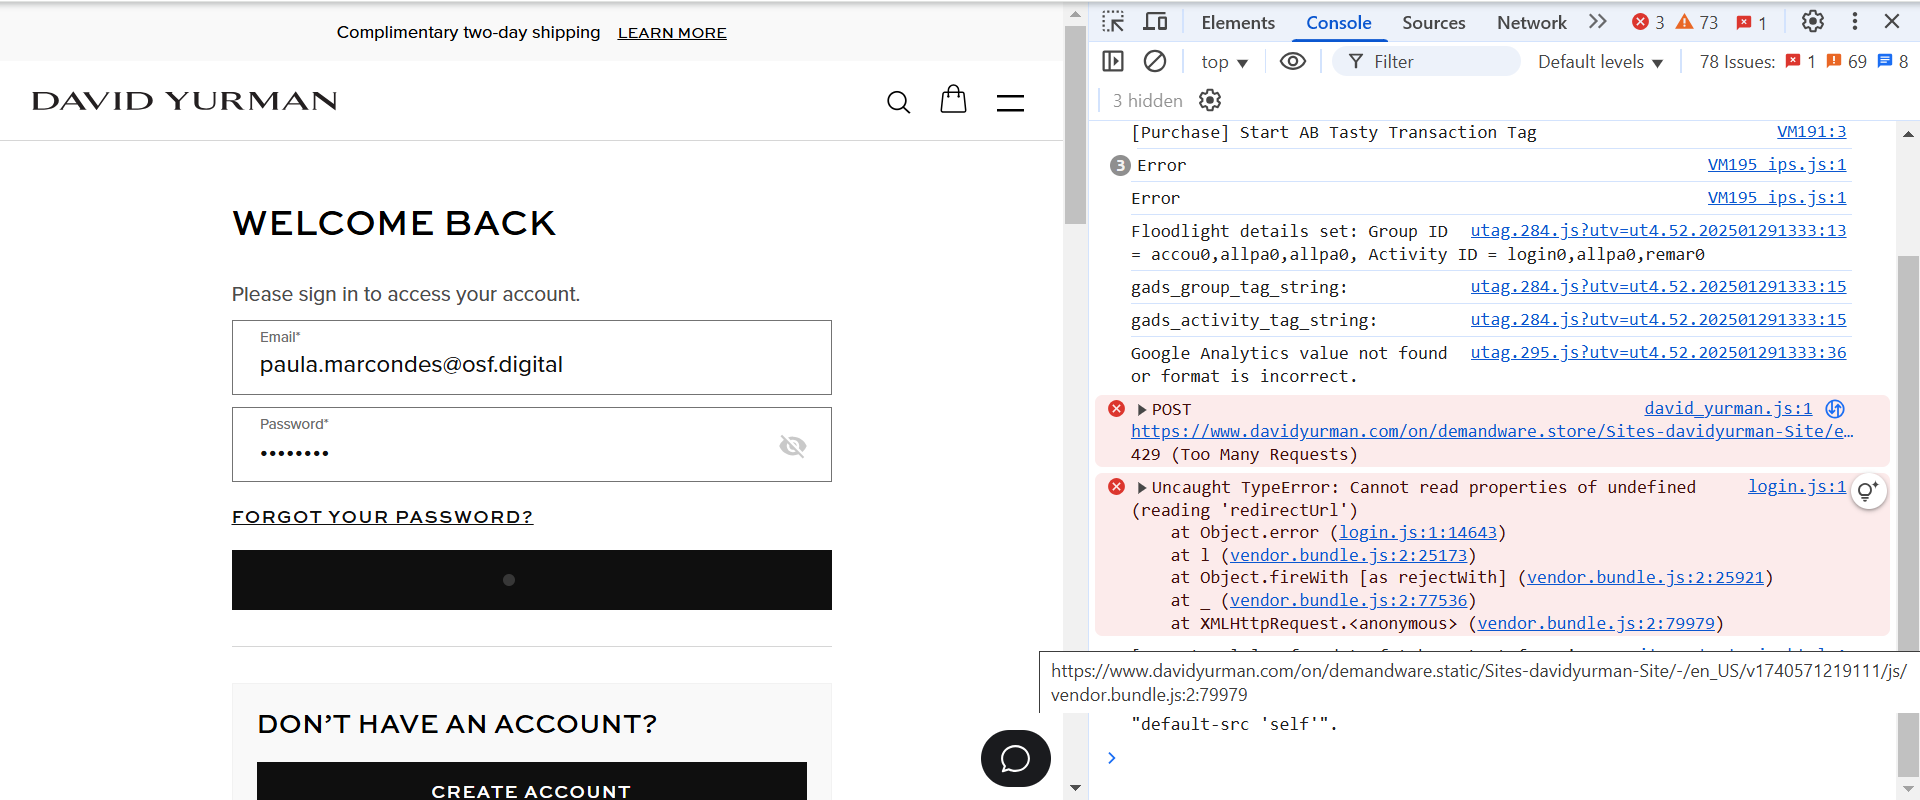 Complimentary two-day shipping LEARN MORE
DAVID YURMAN
WELCOME BACK
Please sign in to access your account.
Email*
paula.marcondes@osf.digital
Password*
••••••••
FORGOT YOUR PASSWORD?
DON'T HAVE AN ACCOUNT?
CREATE ACCOUNT
Elements Console Sources Network 3 73 1
top Filter Default levels 78 Issues: 1 69 8
3 hidden
[Purchase] Start AB Tasty Transaction Tag VM191:3
3 Error VM195 ips.js:1
Error VM195 ips.js:1
Floodlight details set: Group ID utag.284.js?utv=ut4.52.202501291333:13
= accou0,allpa0,allpa0, Activity ID = login0,allpa0,remar0
gads_group_tag_string: utag.284.js?utv=ut4.52.202501291333:15
gads_activity_tag_string: utag.284.js?utv=ut4.52.202501291333:15
Google Analytics value not found utag.295.js?utv=ut4.52.202501291333:36
or format is incorrect.
POST david_yurman.js:1
https://www.davidyurman.com/on/demandware.store/Sites-davidyurman-Site/e…
429 (Too Many Requests)
Uncaught TypeError: Cannot read properties of undefined login.js:1
(reading 'redirectUrl')
at Object.error (login.js:1:14643)
at l (vendor.bundle.js:2:25173)
at Object.fireWith [as rejectWith] (vendor.bundle.js:2:25921)
at _ (vendor.bundle.js:2:77536)
at XMLHttpRequest.<anonymous> (vendor.bundle.js:2:79979)
https://www.davidyurman.com/on/demandware.static/Sites-davidyurman-Site/-/en_US/v1740571219111/js/
vendor.bundle.js:2:79979
"default-src 'self'".